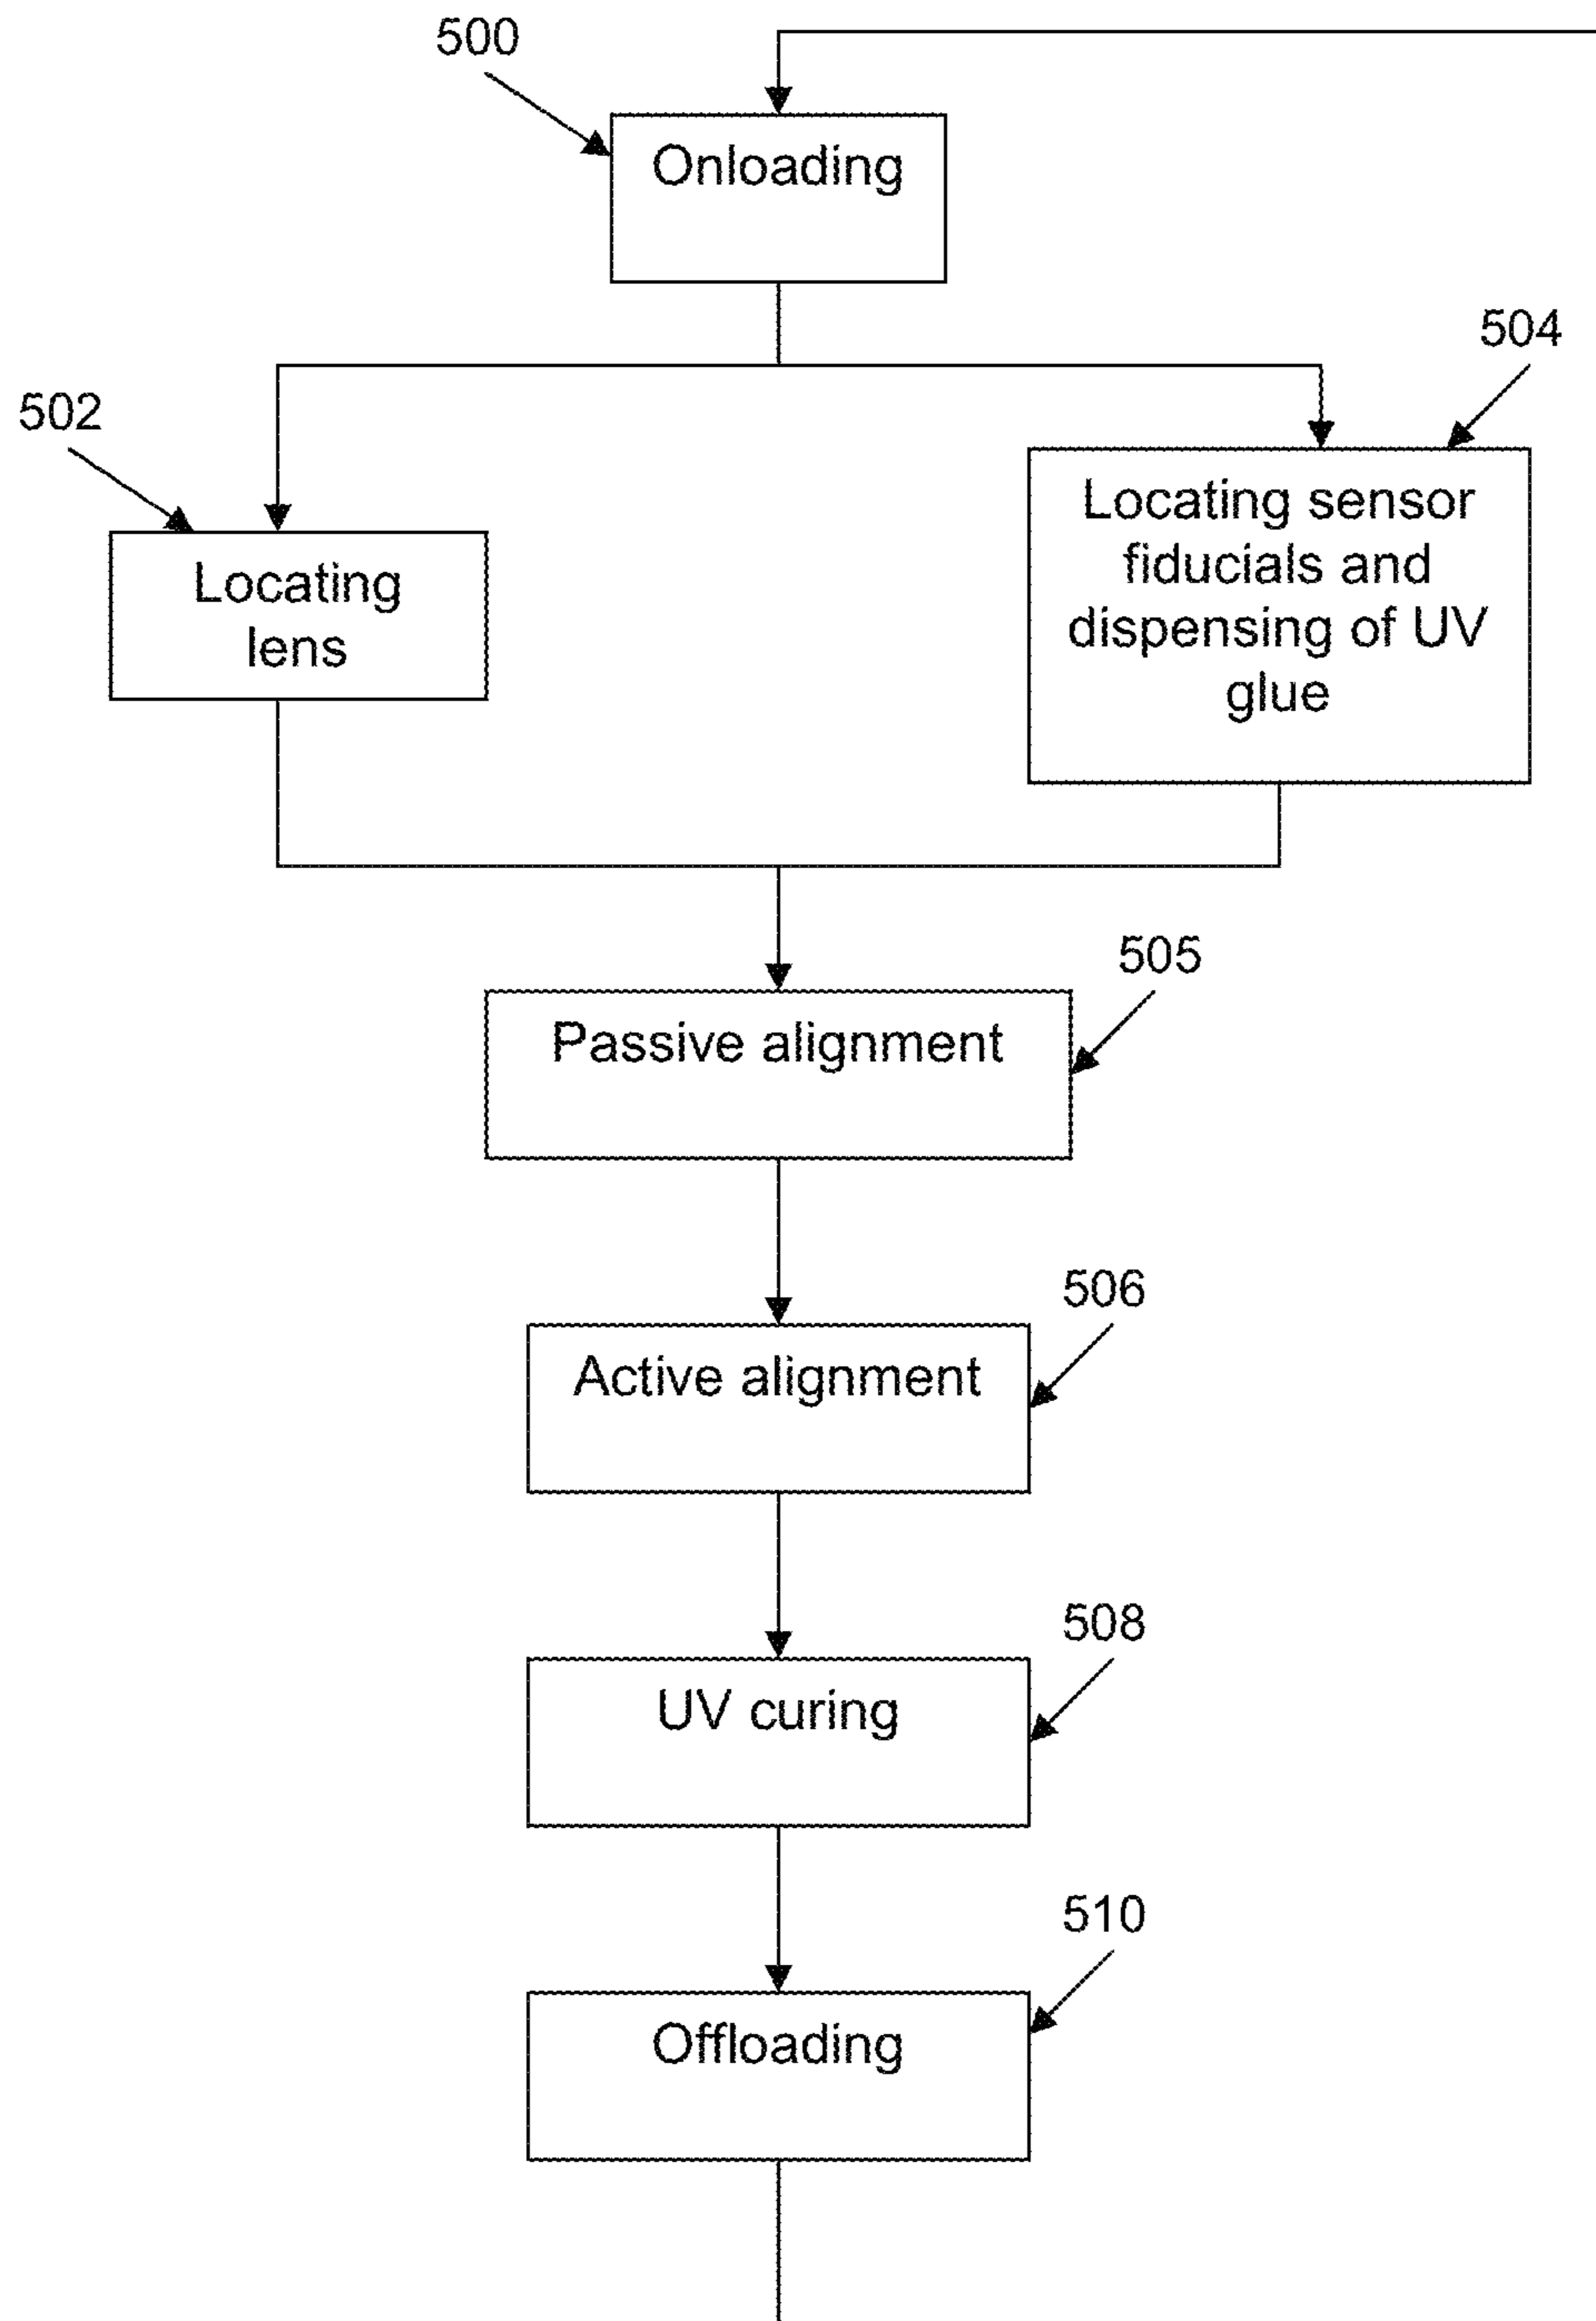 500
Onloading
504
502
Locating
lens
Locating sensor
fiducials and
dispensing of UV
glue
505
Passive alignment
506
Active alignment
508
UV curing
510
Offloading